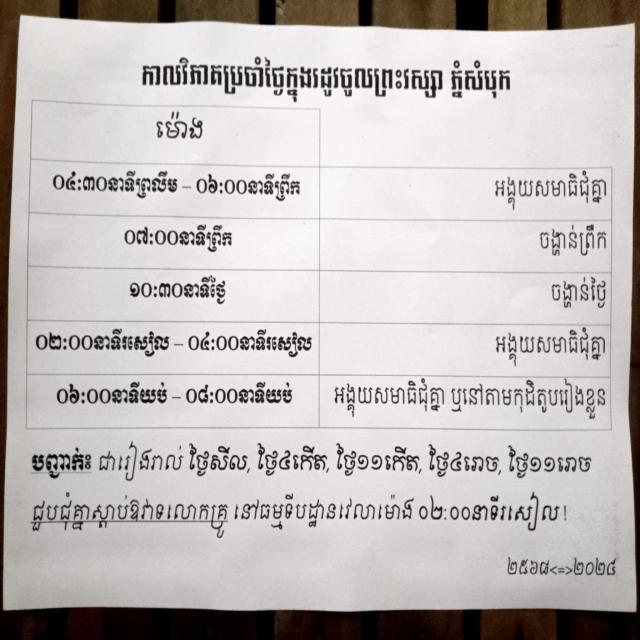 កាលវិភាគប្រចាំថ្ងៃក្នុងរដូវចូលព្រះវស្សា ភ្នំសំបុក
ម៉ោង
០៤:៣០នាទីព្រលឹម – ០៦:០០នាទីព្រឹក អង្គុយសមាធិជុំគ្នា
០៧:០០នាទីព្រឹក ចង្ហាន់ព្រឹក
១០:៣០នាទីថ្ងៃ ចង្ហាន់ថ្ងៃ
០២:០០នាទីរសៀល – ០៤:០០នាទីរសៀល អង្គុយសមាធិជុំគ្នា
០៦:០០នាទីយប់ – ០៨:០០នាទីយប់ អង្គុយសមាធិជុំគ្នា ឬនៅតាមកុដិតូបរៀងខ្លួន
បញ្ជាក់៖ ជារៀងរាល់ ថ្ងៃសីល, ថ្ងៃ៤កើត, ថ្ងៃ១១កើត, ថ្ងៃ៤រោច, ថ្ងៃ១១រោច
ជួបជុំគ្នាស្តាប់ឱវាទលោកគ្រូ នៅធម្មទីបដ្ឋានវេលាម៉ោង ០២:០០នាទីរសៀល!
២៥៦៨<=>២០២៤